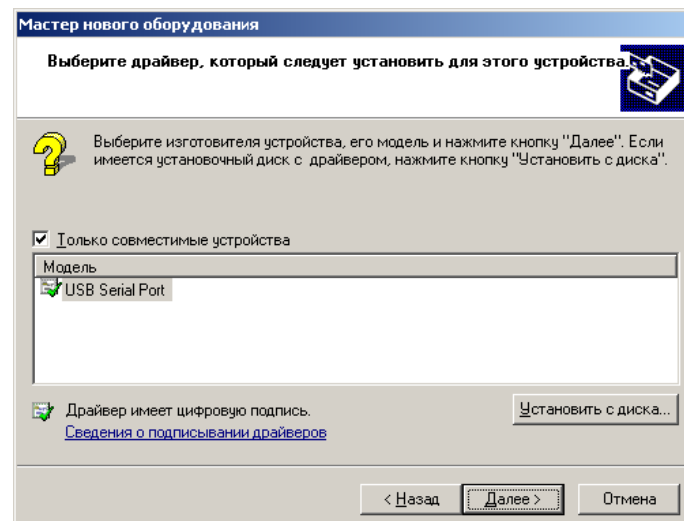 Мастер нового оборудования
Выберите драйвер, который следует установить для этого устройства.
Выберите изготовителя устройства, его модель и нажмите кнопку "Далее". Если
имеется установочный диск с драйвером, нажмите кнопку "Установить с диска".
Только совместимые устройства
Модель
USB Serial Port
Драйвер имеет цифровую подпись.
Установить с диска...
Сведения о подписывании драйверов
< Назад
Далее >
Отмена